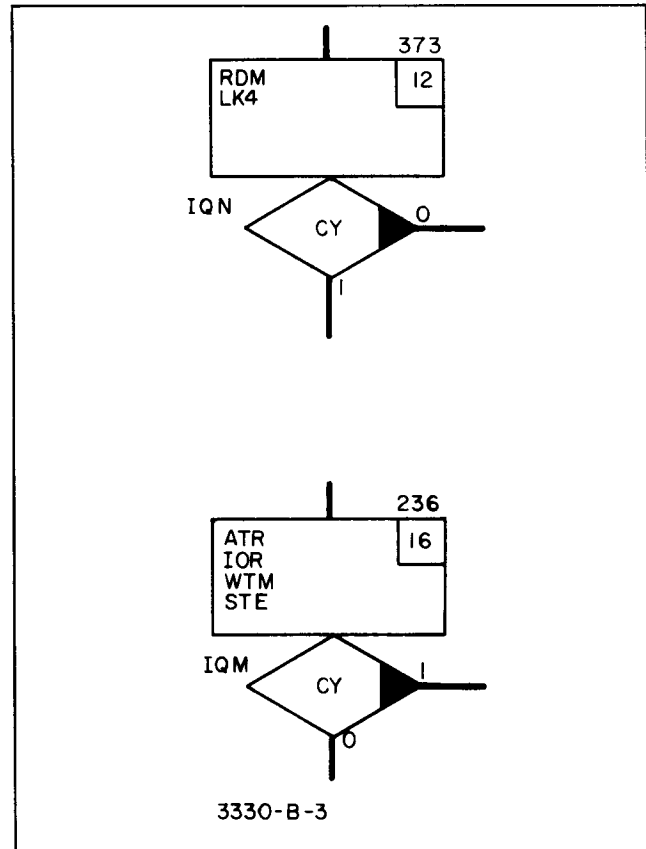 373
RDM
LK4
12
IQN
CY
0
1
236
ATR
IOR
WTM
STE
16
IQM
CY
1
0
3330-B-3